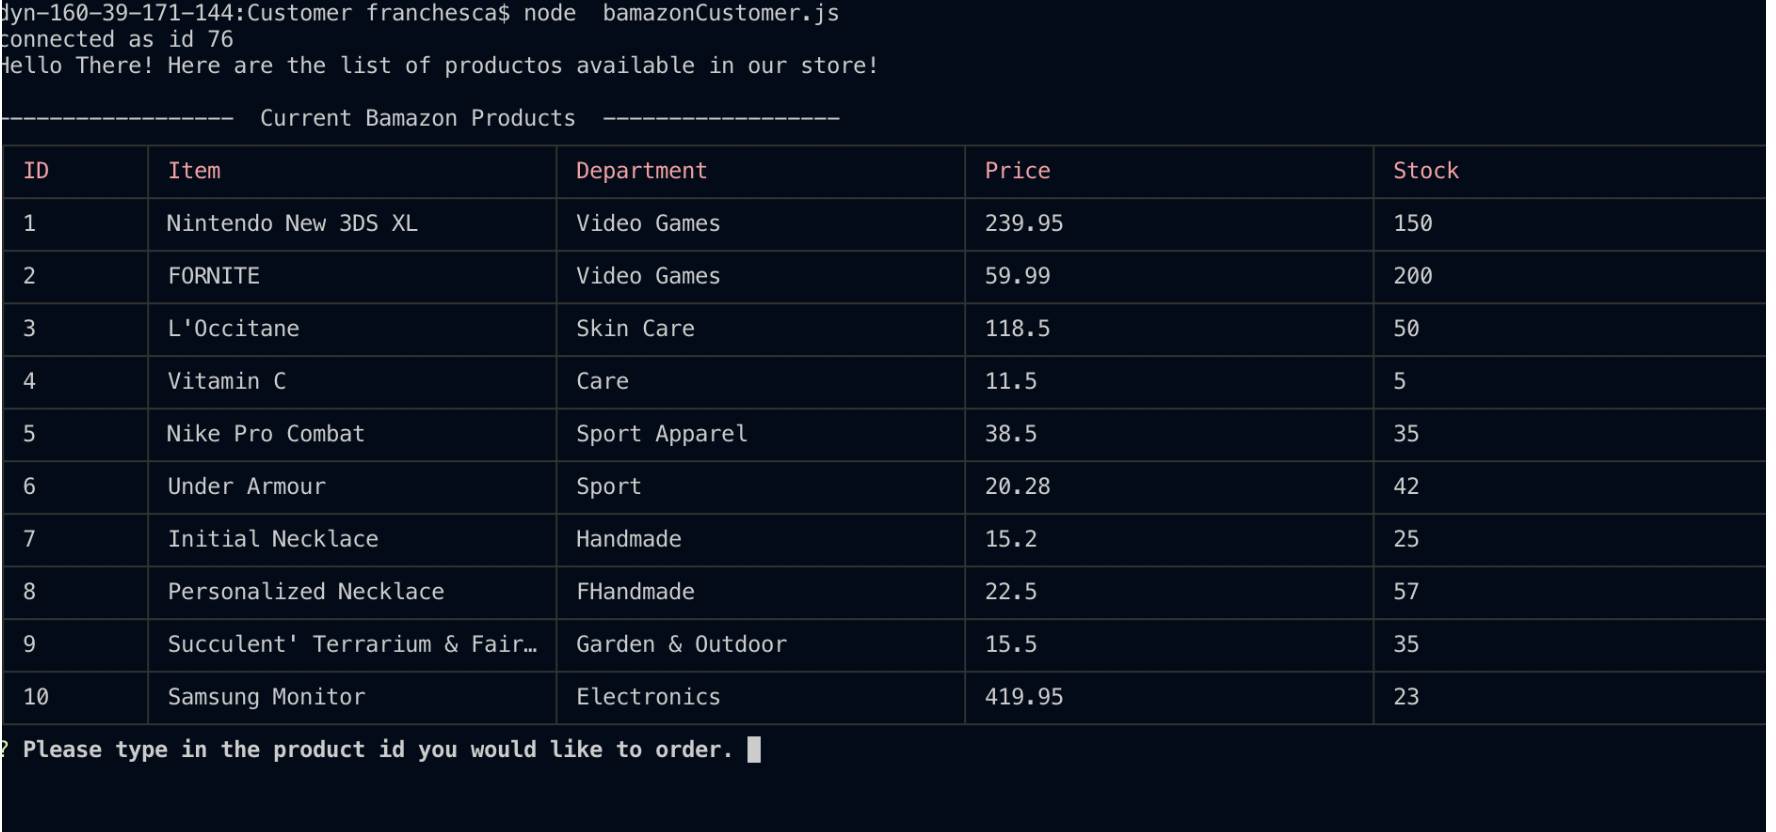 dyn-160-39-171-144:Customer franchesca$ node  bamazonCustomer.js
connected as id 76
Hello There! Here are the list of productos available in our store!
------------------  Current Bamazon Products  ------------------
ID Item Department Price Stock
1 Nintendo New 3DS XL Video Games 239.95 150
2 FORNITE Video Games 59.99 200
3 L'Occitane Skin Care 118.5 50
4 Vitamin C Care 11.5 5
5 Nike Pro Combat Sport Apparel 38.5 35
6 Under Armour Sport 20.28 42
7 Initial Necklace Handmade 15.2 25
8 Personalized Necklace FHandmade 22.5 57
9 Succulent' Terrarium & Fair… Garden & Outdoor 15.5 35
10 Samsung Monitor Electronics 419.95 23
? Please type in the product id you would like to order.